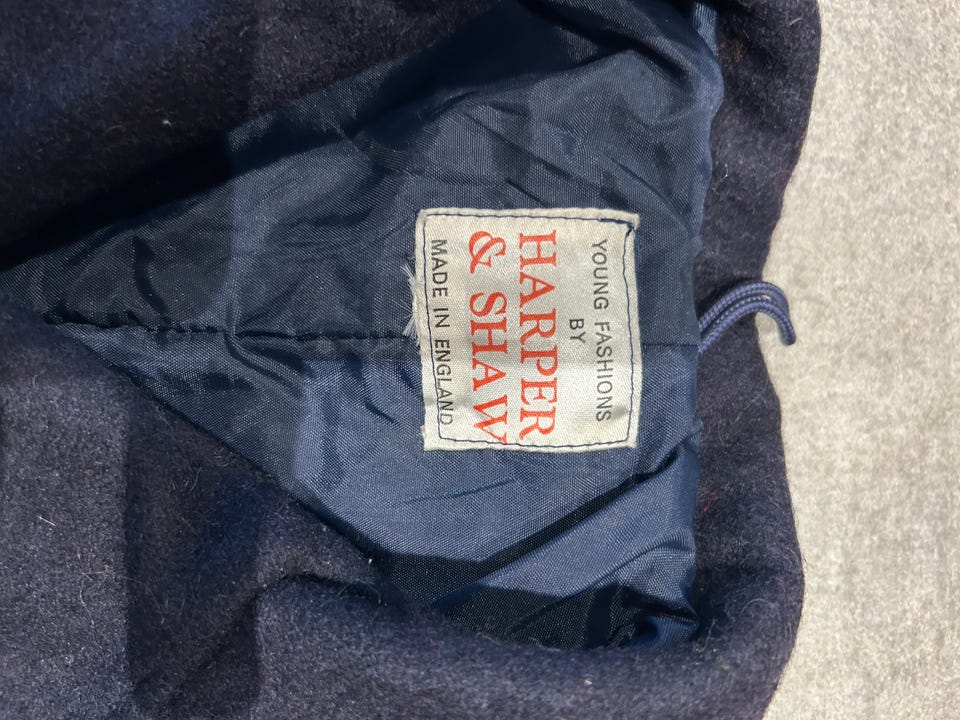 YOUNG FASHIONS
BY
HARPER
& SHAW
MADE IN ENGLAND